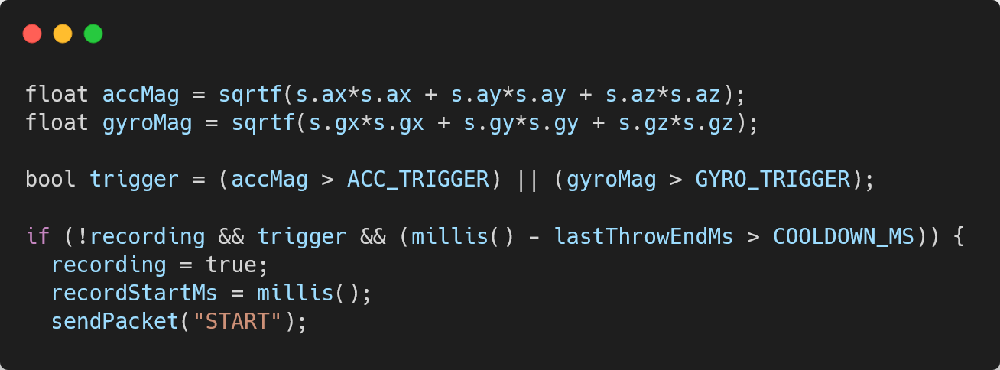 float accMag = sqrtf(s.ax*s.ax + s.ay*s.ay + s.az*s.az);
float gyroMag = sqrtf(s.gx*s.gx + s.gy*s.gy + s.gz*s.gz);
bool trigger = (accMag > ACC_TRIGGER) || (gyroMag > GYRO_TRIGGER);
if (!recording && trigger && (millis() - lastThrowEndMs > COOLDOWN_MS)) {
  recording = true;
  recordStartMs = millis();
  sendPacket("START");